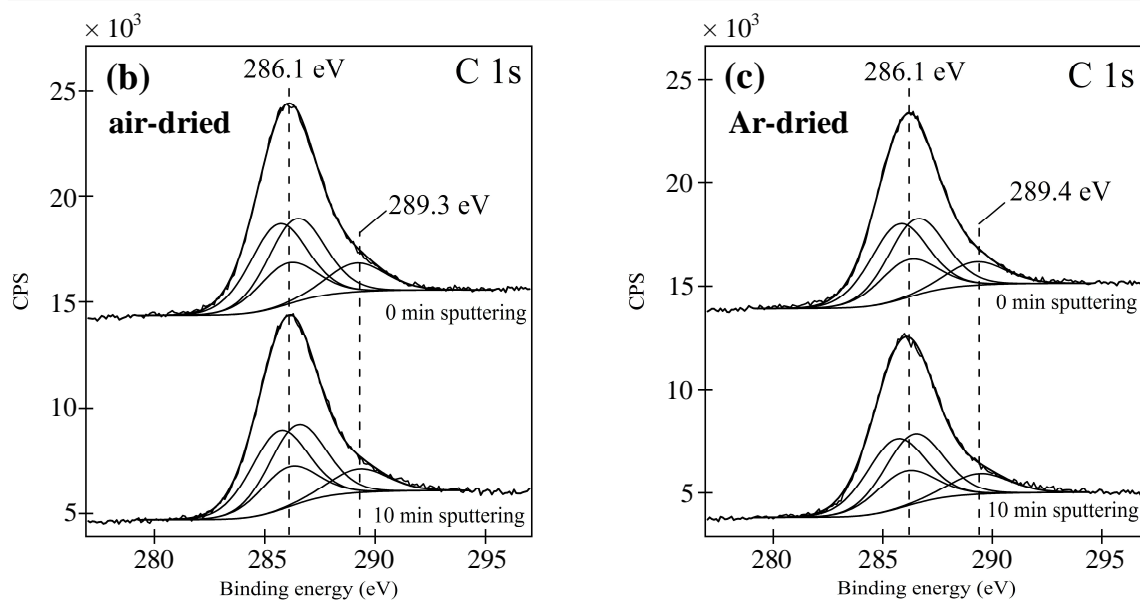 × 10³
(b)
286.1 eV
C 1s
air-dried
289.3 eV
25
20
15
10
5
CPS
0 min sputtering
10 min sputtering
280
285
290
295
Binding energy (eV)
× 10³
(c)
286.1 eV
C 1s
Ar-dried
289.4 eV
25
20
15
10
5
CPS
0 min sputtering
10 min sputtering
280
285
290
295
Binding energy (eV)